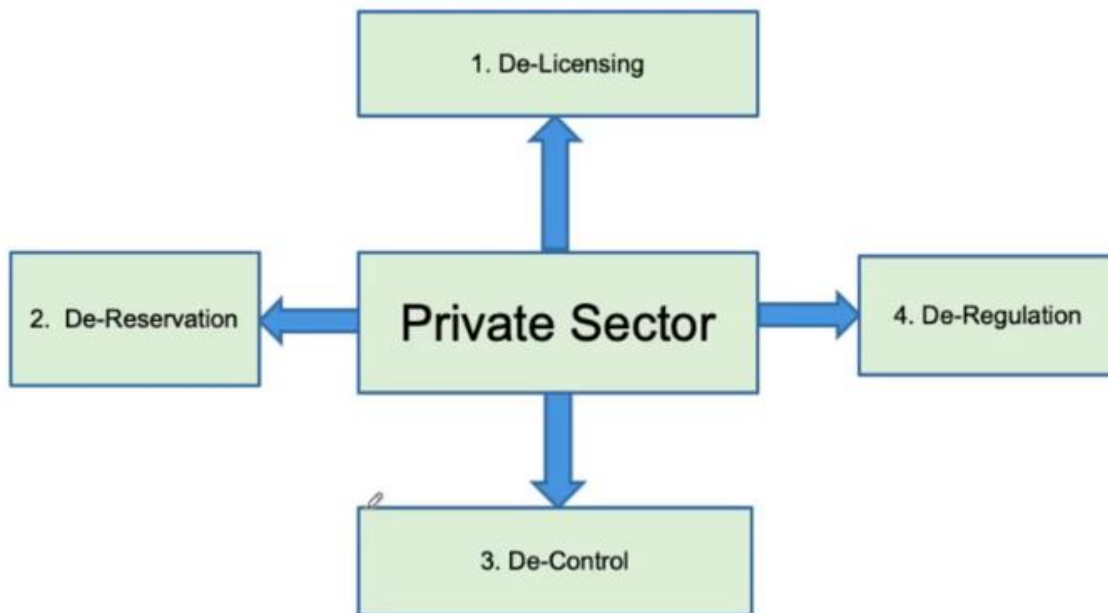 1. De-Licensing
2. De-Reservation
Private Sector
4. De-Regulation
3. De-Control